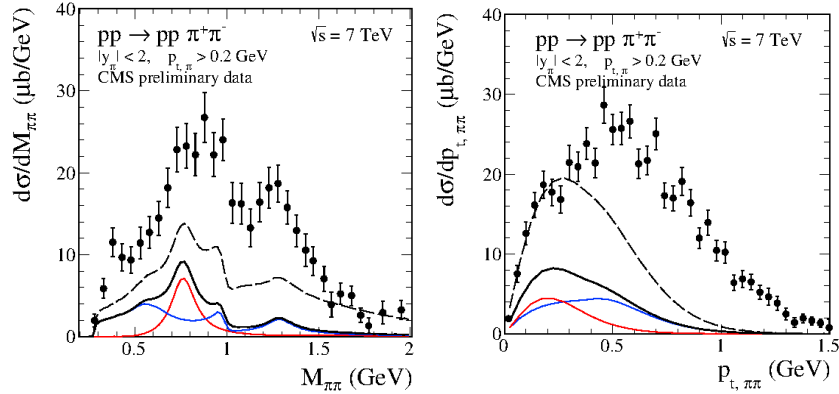 dσ/dM_ππ (μb/GeV)
40
30
20
10
0
pp → pp π⁺π⁻
√s = 7 TeV
|y_π| < 2, p_t, π > 0.2 GeV
CMS preliminary data
0.5 1 1.5 2
M_ππ (GeV)
dσ/dp_t, ππ (μb/GeV)
40
30
20
10
0
pp → pp π⁺π⁻
√s = 7 TeV
|y_π| < 2, p_t, π > 0.2 GeV
CMS preliminary data
0 0.5 1.0 1.5
p_t, ππ (GeV)